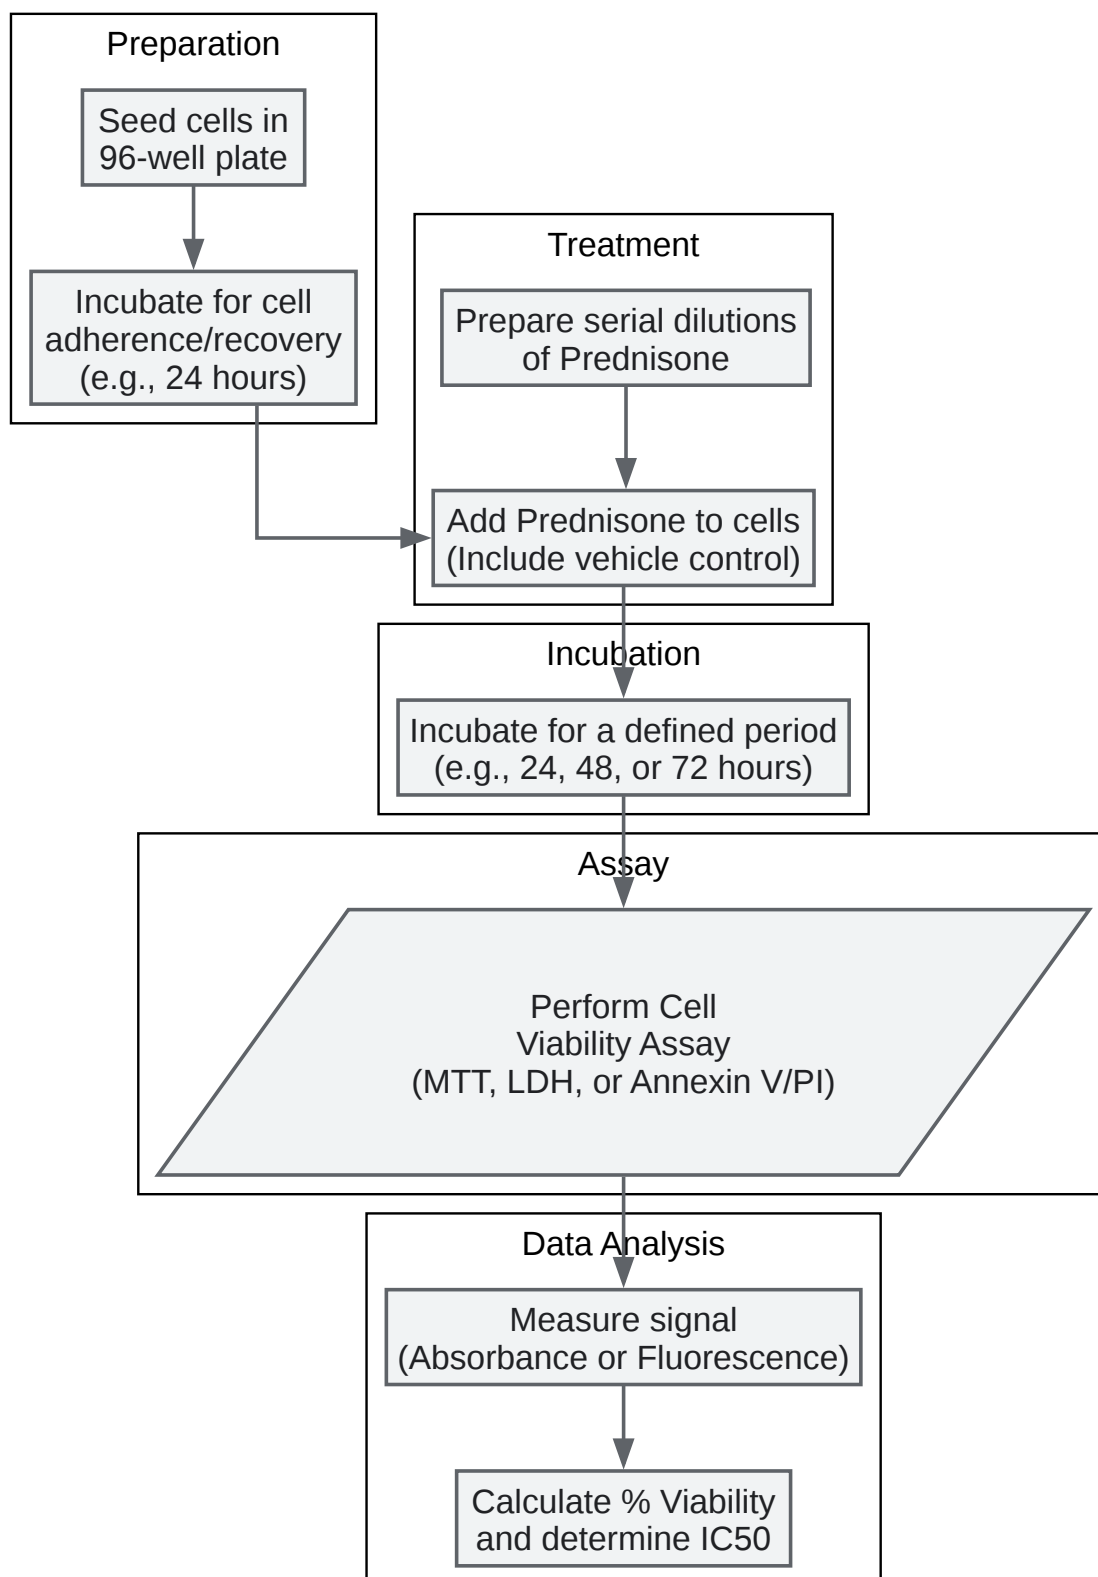 Preparation
Seed cells in
96-well plate
Incubate for cell
adherence/recovery
(e.g., 24 hours)
Treatment
Prepare serial dilutions
of Prednisone
Add Prednisone to cells
(Include vehicle control)
Incubation
Incubate for a defined period
(e.g., 24, 48, or 72 hours)
Assay
Perform Cell
Viability Assay
(MTT, LDH, or Annexin V/PI)
Data Analysis
Measure signal
(Absorbance or Fluorescence)
Calculate % Viability
and determine IC50